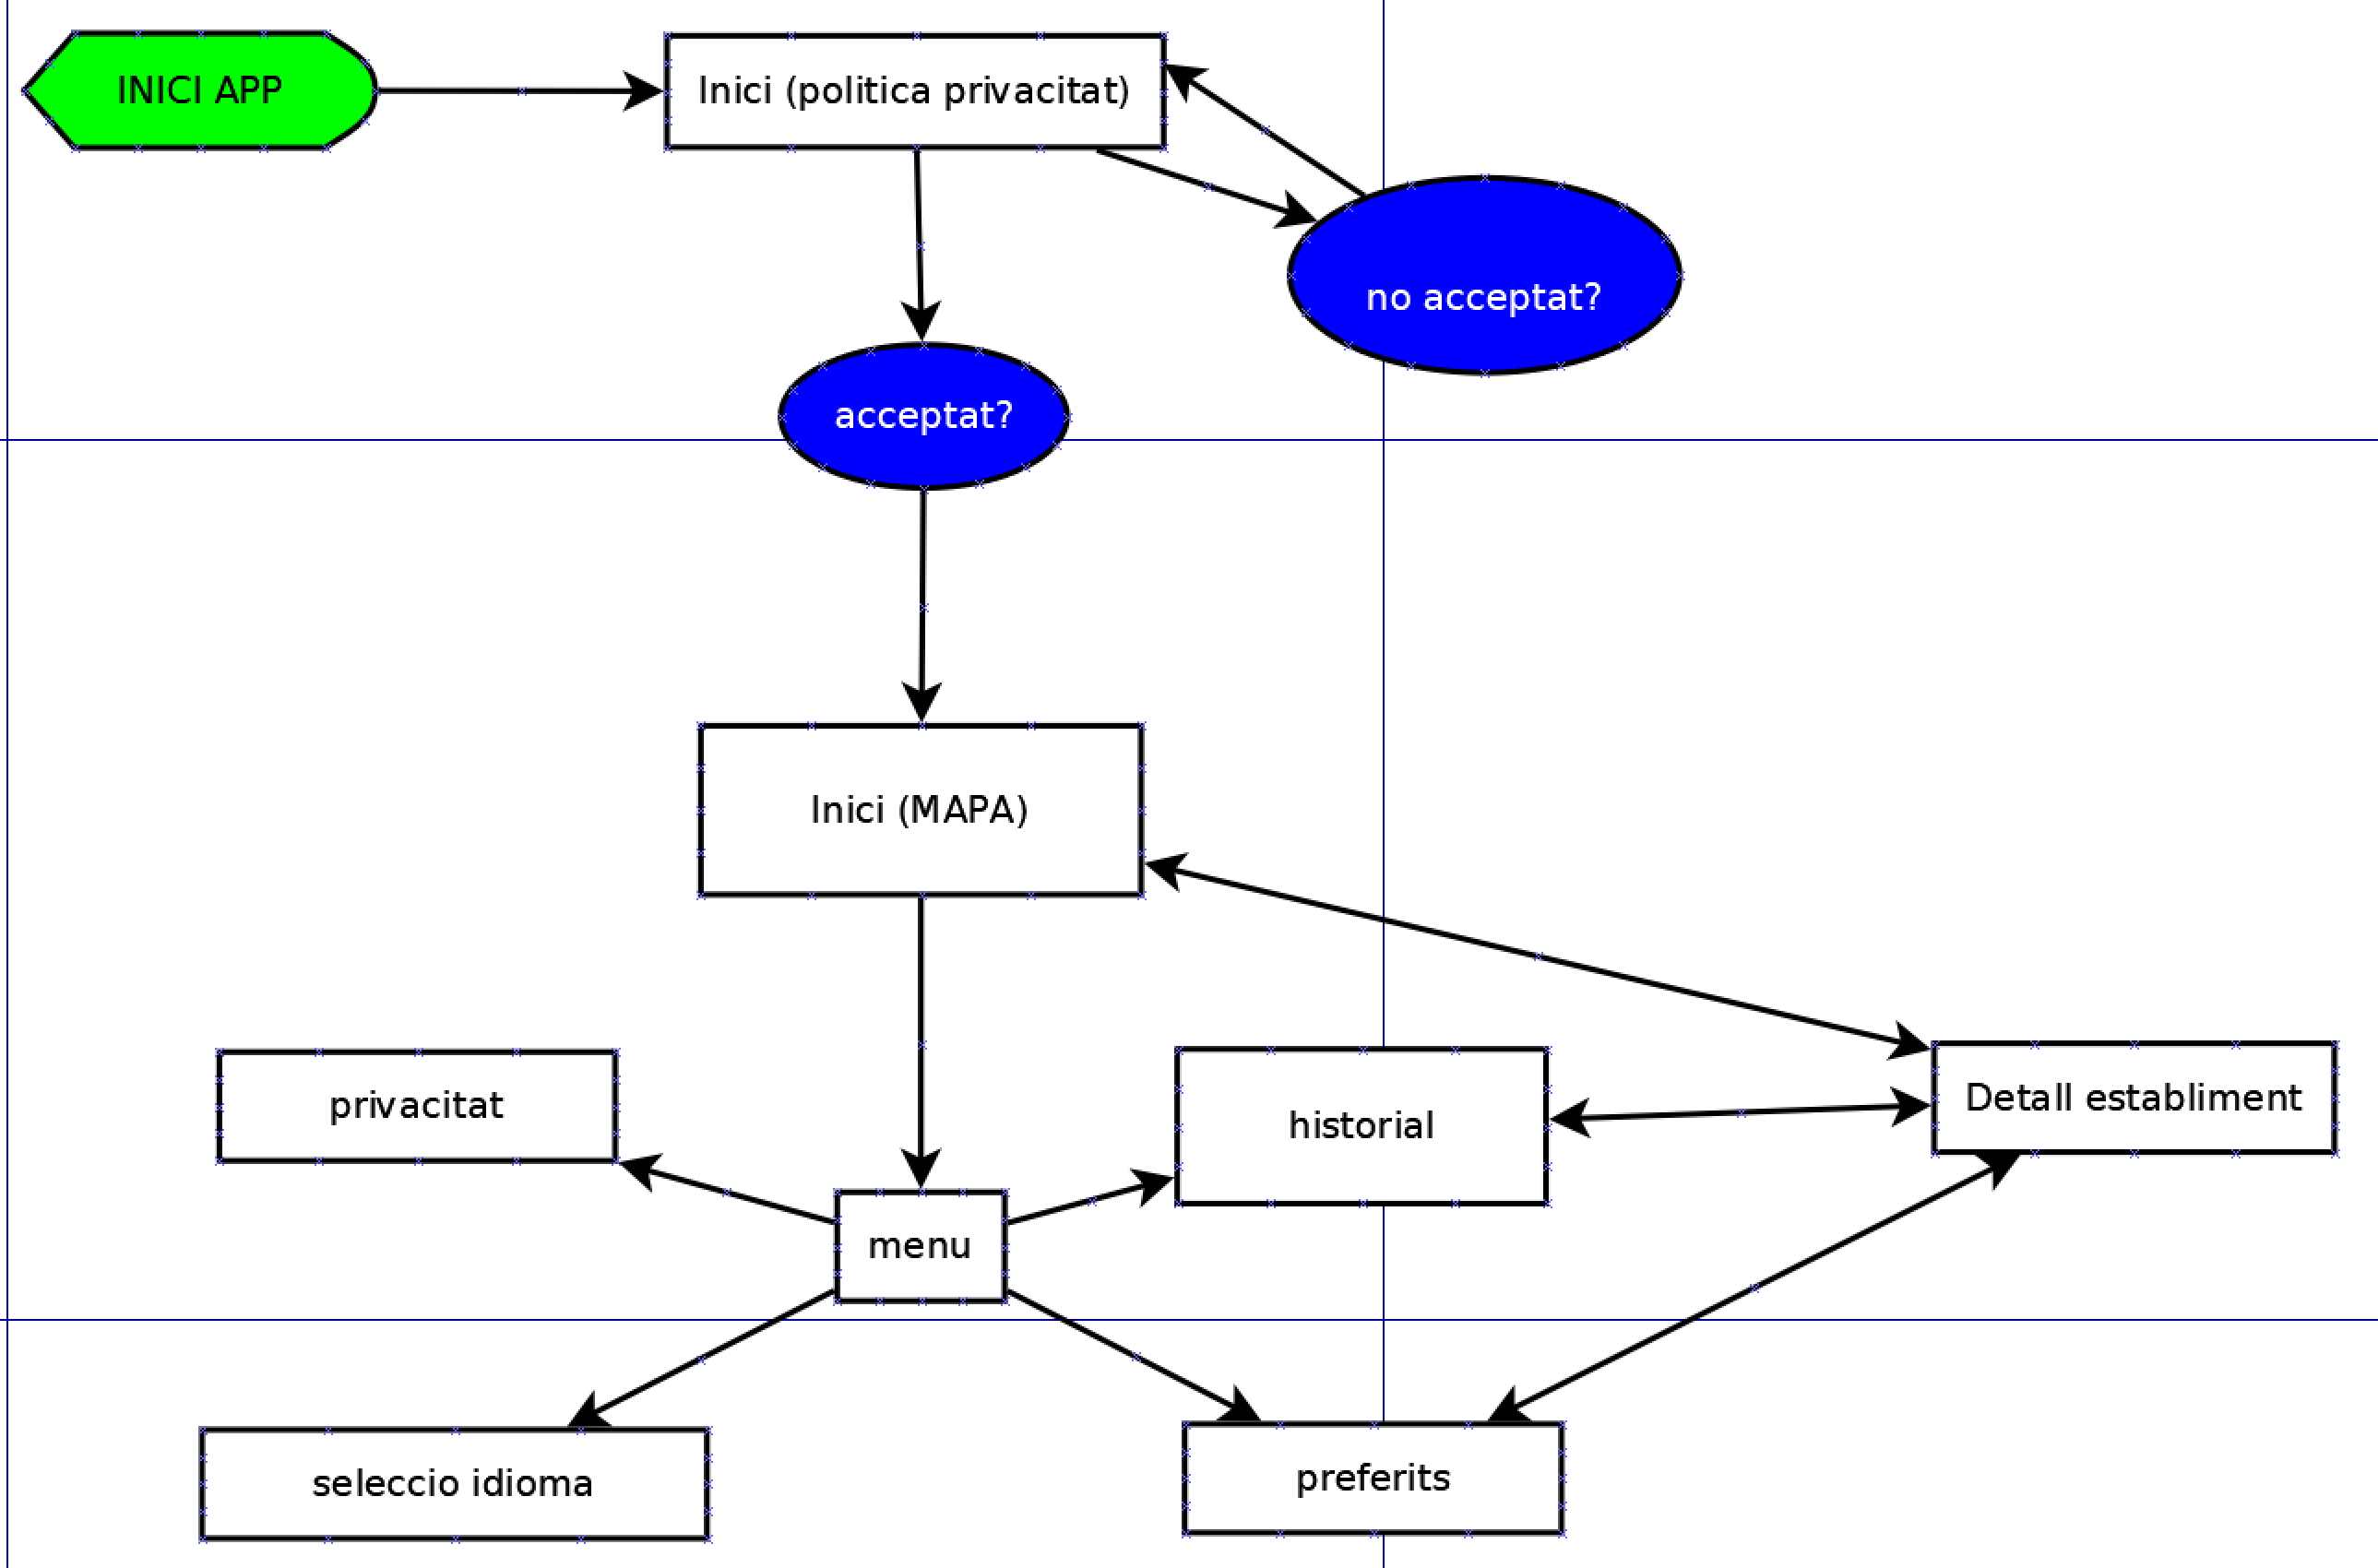 INICI APP
Inici (politica privacitat)
no acceptat?
acceptat?
Inici (MAPA)
privacitat
historial
Detall establiment
menu
seleccio idioma
preferits